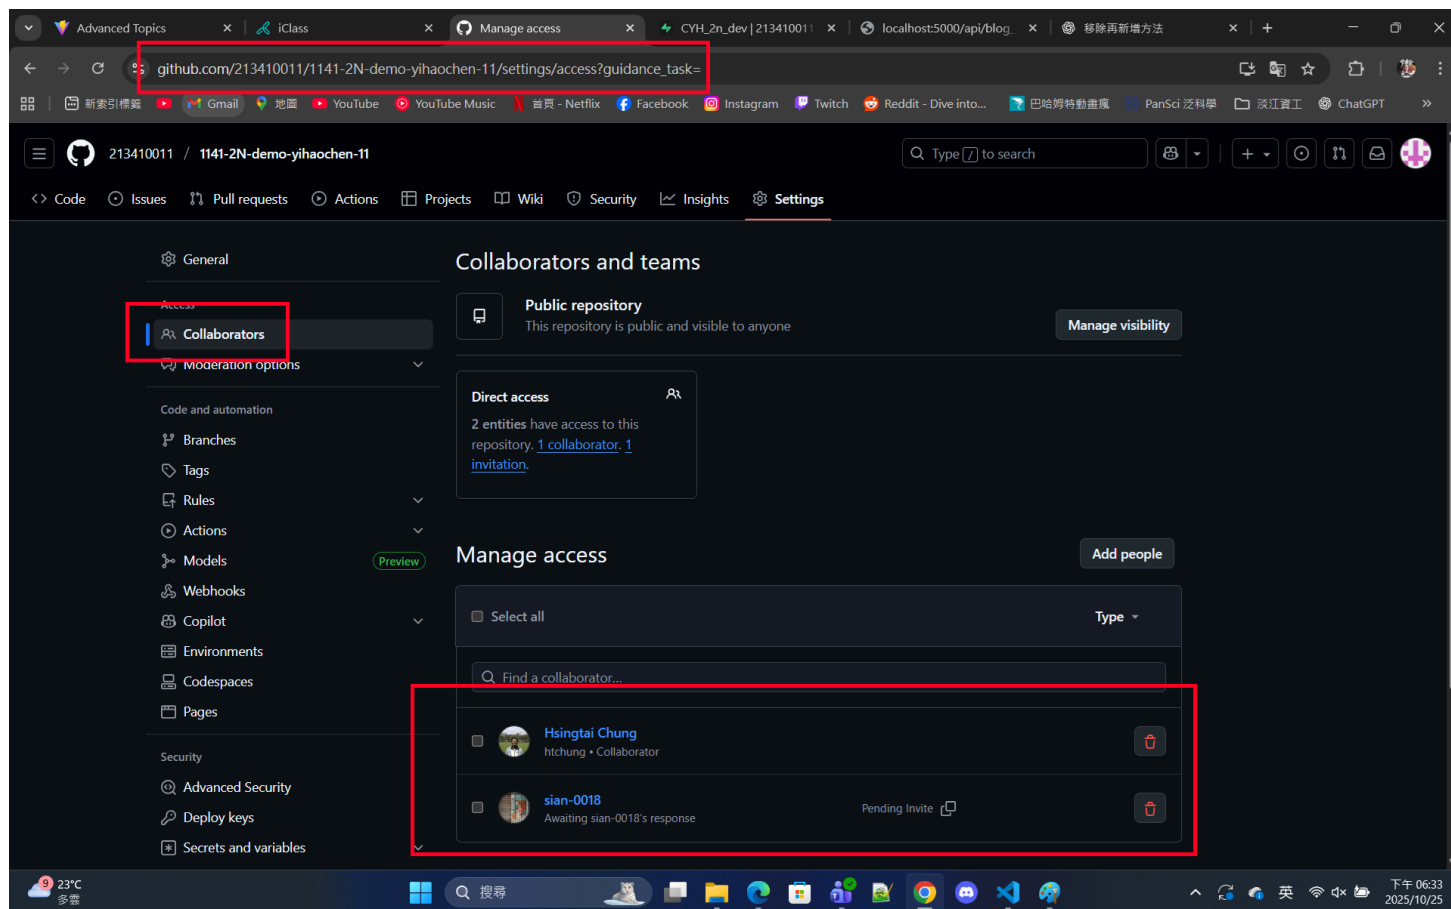 Advanced Topics
iClass
Manage access
CYH_2n_dev | 213410011
localhost:5000/api/blog_
移除再新增方法
github.com/213410011/1141-2N-demo-yihaochen-11/settings/access?guidance_task=
新索引標籤
Gmail
地圖
YouTube
YouTube Music
首頁 - Netflix
Facebook
Instagram
Twitch
Reddit - Dive into...
巴哈姆特動畫瘋
PanSci 泛科學
淡江資工
ChatGPT
213410011 / 1141-2N-demo-yihaochen-11
Type / to search
Code
Issues
Pull requests
Actions
Projects
Wiki
Security
Insights
Settings
General
Access
Collaborators
Moderation options
Code and automation
Branches
Tags
Rules
Actions
Models
Preview
Webhooks
Copilot
Environments
Codespaces
Pages
Security
Advanced Security
Deploy keys
Secrets and variables
Collaborators and teams
Public repository
This repository is public and visible to anyone
Manage visibility
Direct access
2 entities have access to this
repository. 1 collaborator. 1
invitation.
Manage access
Add people
Select all
Type
Find a collaborator...
Hsingtai Chung
htchung • Collaborator
sian-0018
Awaiting sian-0018's response
Pending Invite
9
23°C
多雲
搜尋
英
下午 06:33
2025/10/25